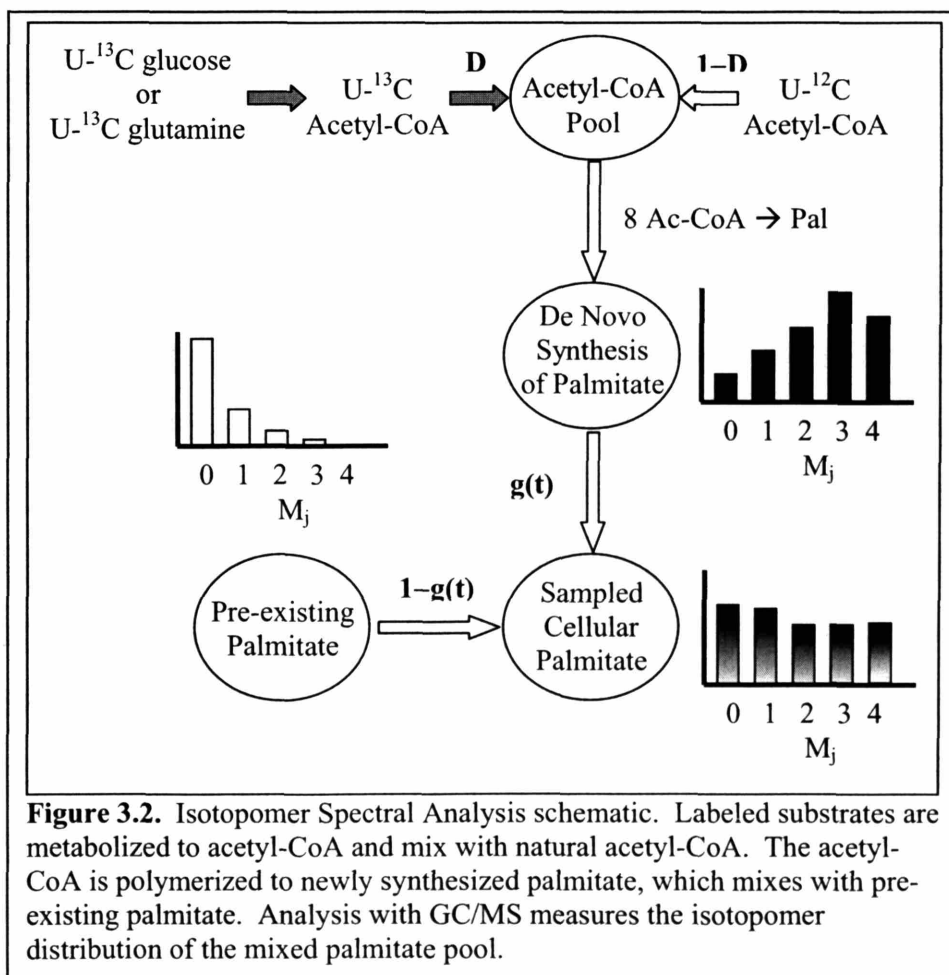 U-¹³C glucose
or
U-¹³C glutamine
U-¹³C
Acetyl-CoA
D
Acetyl-CoA
Pool
1–D
U-¹²C
Acetyl-CoA
8 Ac-CoA → Pal
De Novo
Synthesis
of Palmitate
0 1 2 3 4
Mj
0 1 2 3 4
Mj
g(t)
Pre-existing
Palmitate
1–g(t)
Sampled
Cellular
Palmitate
0 1 2 3 4
Mj
Figure 3.2. Isotopomer Spectral Analysis schematic. Labeled substrates are
metabolized to acetyl-CoA and mix with natural acetyl-CoA. The acetyl-
CoA is polymerized to newly synthesized palmitate, which mixes with pre-
existing palmitate. Analysis with GC/MS measures the isotopomer
distribution of the mixed palmitate pool.